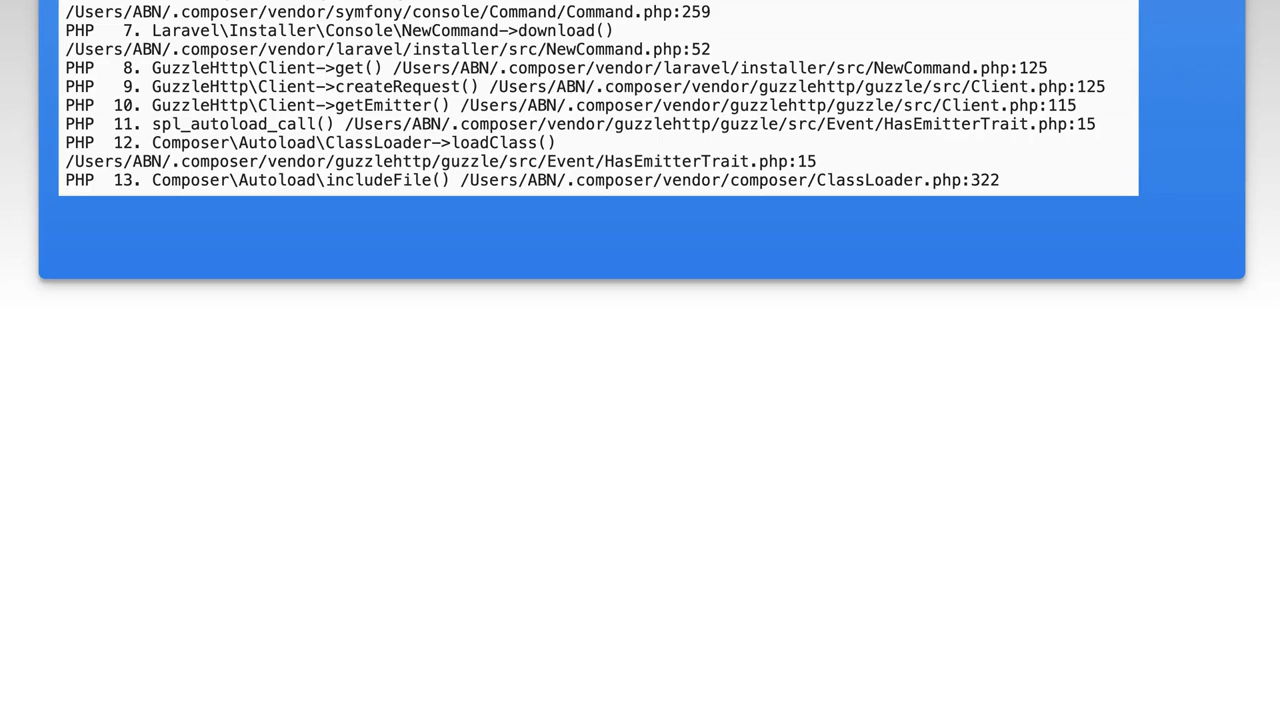 /Users/ABN/.composer/vendor/symfony/console/Command/Command.php:259
PHP   7. Laravel\Installer\Console\NewCommand->download()
/Users/ABN/.composer/vendor/laravel/installer/src/NewCommand.php:52
PHP   8. GuzzleHttp\Client->get() /Users/ABN/.composer/vendor/laravel/installer/src/NewCommand.php:125
PHP   9. GuzzleHttp\Client->createRequest() /Users/ABN/.composer/vendor/guzzlehttp/guzzle/src/Client.php:125
PHP  10. GuzzleHttp\Client->getEmitter() /Users/ABN/.composer/vendor/guzzlehttp/guzzle/src/Client.php:115
PHP  11. spl_autoload_call() /Users/ABN/.composer/vendor/guzzlehttp/guzzle/src/Event/HasEmitterTrait.php:15
PHP  12. Composer\Autoload\ClassLoader->loadClass()
/Users/ABN/.composer/vendor/guzzlehttp/guzzle/src/Event/HasEmitterTrait.php:15
PHP  13. Composer\Autoload\includeFile() /Users/ABN/.composer/vendor/composer/ClassLoader.php:322